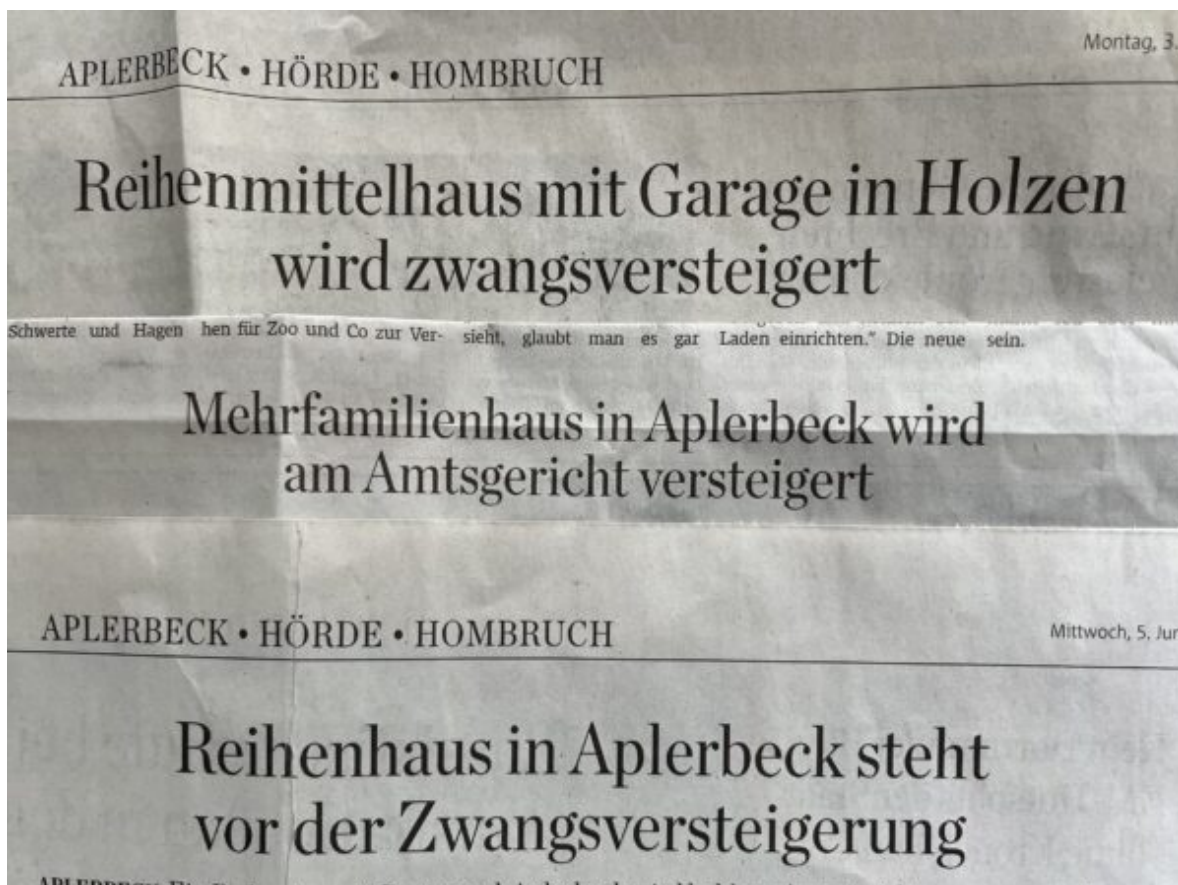 Montag, 3.
APLERBECK • HÖRDE • HOMBRUCH
Reihenmittelhaus mit Garage in Holzen
wird zwangsversteigert
Schwerte und Hagen hen für Zoo und Co zur Ver- sieht, glaubt man es gar Laden einrichten." Die neue sein.
Mehrfamilienhaus in Aplerbeck wird
am Amtsgericht versteigert
APLERBECK • HÖRDE • HOMBRUCH
Mittwoch, 5. Jun
Reihenhaus in Aplerbeck steht
vor der Zwangsversteigerung